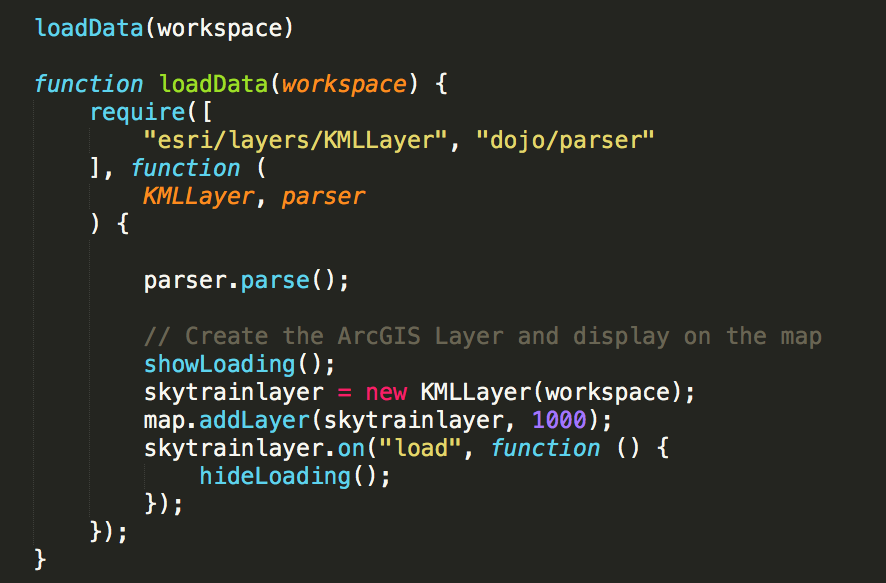 loadData(workspace)
function loadData(workspace) {
require([
"esri/layers/KMLLayer", "dojo/parser"
], function (
KMLLayer, parser
) {
parser.parse();
// Create the ArcGIS Layer and display on the map
showLoading();
skytrainlayer = new KMLLayer(workspace);
map.addLayer(skytrainlayer, 1000);
skytrainlayer.on("load", function () {
hideLoading();
});
});
}